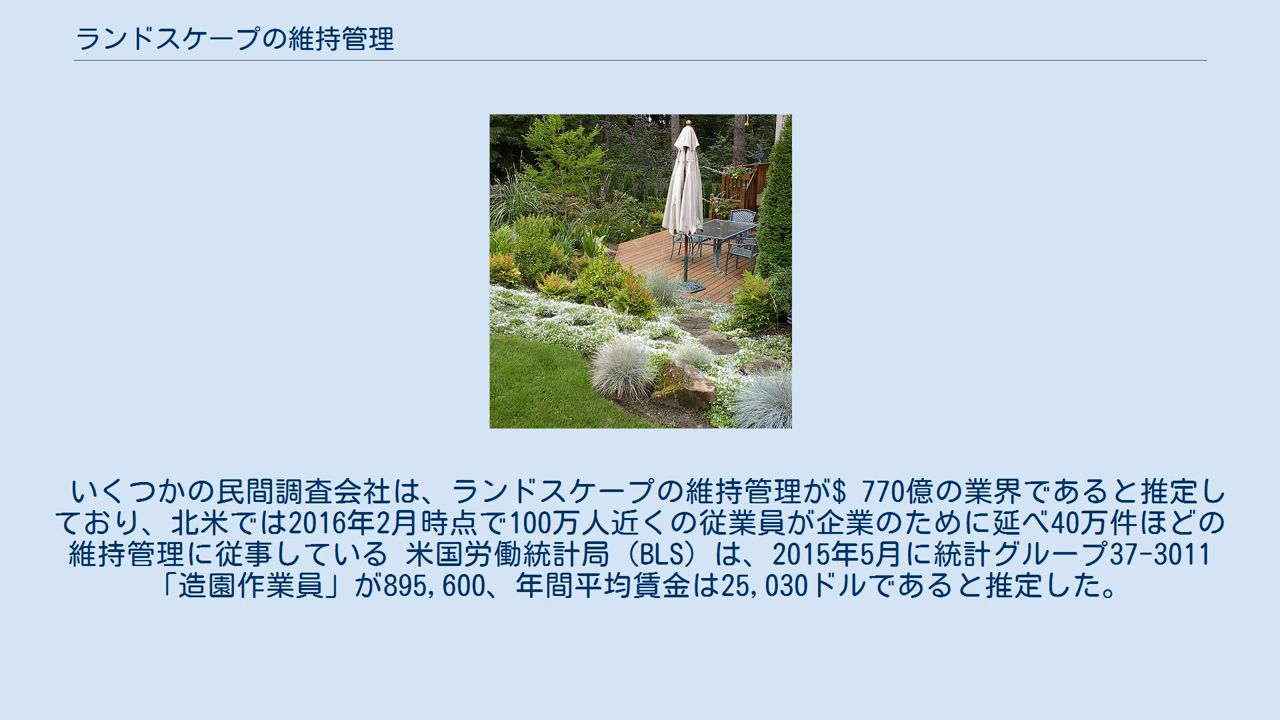 ランドスケープの維持管理
いくつかの民間調査会社は、ランドスケープの維持管理が$ 770億の業界であると推定し
ており、北米では2016年2月時点で100万人近くの従業員が企業のために延べ40万件ほどの
維持管理に従事している 米国労働統計局（BLS）は、2015年5月に統計グループ37-3011
「造園作業員」が895,600、年間平均賃金は25,030ドルであると推定した。